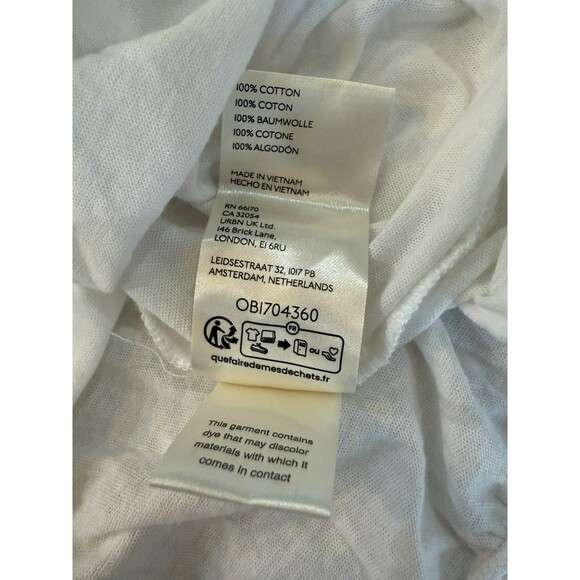 100% COTTON
100% COTON
100% BAUMWOLLE
100% COTONE
100% ALGODÓN
MADE IN VIETNAM
HECHO EN VIETNAM
RN 66170
CA 32054
URBN UK Ltd.
146 Brick Lane,
LONDON, E1 6RU
LEIDSESTRAAT 32, 1017 PB
AMSTERDAM, NETHERLANDS
OB1704360
FR
ou
quefairedemesdechets.fr
This garment contains
dye that may discolor
materials with which it
comes in contact